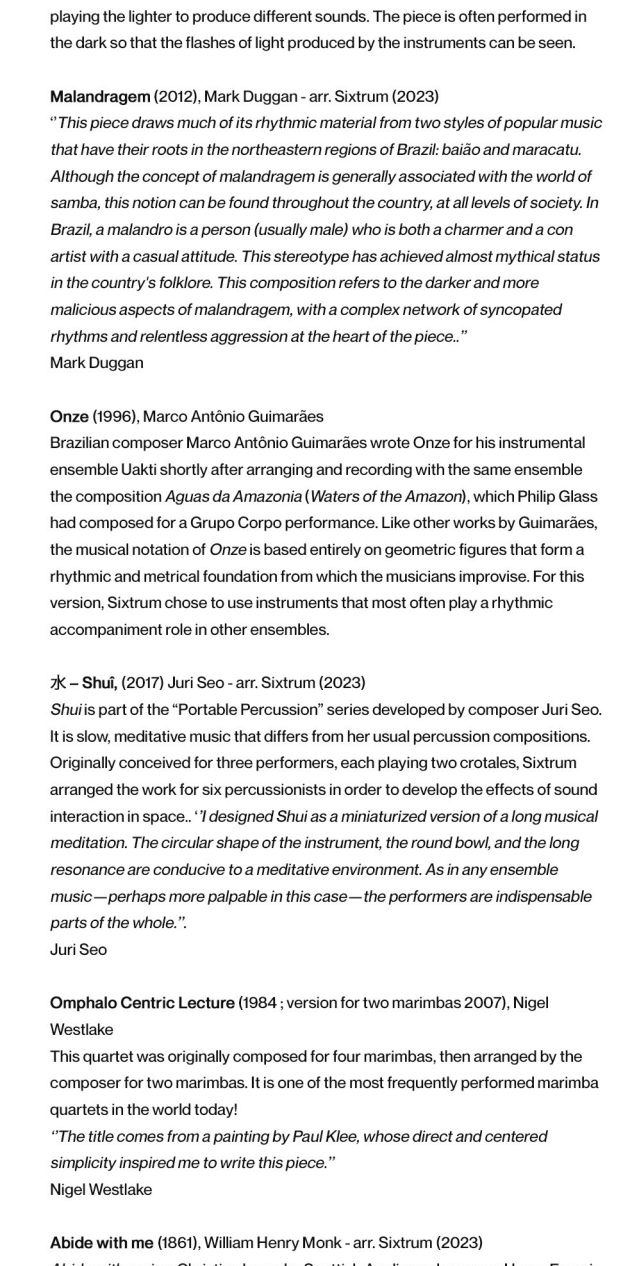 playing the lighter to produce different sounds. The piece is often performed in
the dark so that the flashes of light produced by the instruments can be seen.
Malandragem (2012), Mark Duggan - arr. Sixtrum (2023)
‘’This piece draws much of its rhythmic material from two styles of popular music
that have their roots in the northeastern regions of Brazil: baião and maracatu.
Although the concept of malandragem is generally associated with the world of
samba, this notion can be found throughout the country, at all levels of society. In
Brazil, a malandro is a person (usually male) who is both a charmer and a con
artist with a casual attitude. This stereotype has achieved almost mythical status
in the country's folklore. This composition refers to the darker and more
malicious aspects of malandragem, with a complex network of syncopated
rhythms and relentless aggression at the heart of the piece..’’
Mark Duggan
Onze (1996), Marco Antônio Guimarães
Brazilian composer Marco Antônio Guimarães wrote Onze for his instrumental
ensemble Uakti shortly after arranging and recording with the same ensemble
the composition Aguas da Amazonia (Waters of the Amazon), which Philip Glass
had composed for a Grupo Corpo performance. Like other works by Guimarães,
the musical notation of Onze is based entirely on geometric figures that form a
rhythmic and metrical foundation from which the musicians improvise. For this
version, Sixtrum chose to use instruments that most often play a rhythmic
accompaniment role in other ensembles.
水 – Shuî, (2017) Juri Seo - arr. Sixtrum (2023)
Shui is part of the “Portable Percussion” series developed by composer Juri Seo.
It is slow, meditative music that differs from her usual percussion compositions.
Originally conceived for three performers, each playing two crotales, Sixtrum
arranged the work for six percussionists in order to develop the effects of sound
interaction in space.. ‘’I designed Shui as a miniaturized version of a long musical
meditation. The circular shape of the instrument, the round bowl, and the long
resonance are conducive to a meditative environment. As in any ensemble
music—perhaps more palpable in this case—the performers are indispensable
parts of the whole.’’.
Juri Seo
Omphalo Centric Lecture (1984 ; version for two marimbas 2007), Nigel
Westlake
This quartet was originally composed for four marimbas, then arranged by the
composer for two marimbas. It is one of the most frequently performed marimba
quartets in the world today!
‘’The title comes from a painting by Paul Klee, whose direct and centered
simplicity inspired me to write this piece.’’
Nigel Westlake
Abide with me (1861), William Henry Monk - arr. Sixtrum (2023)